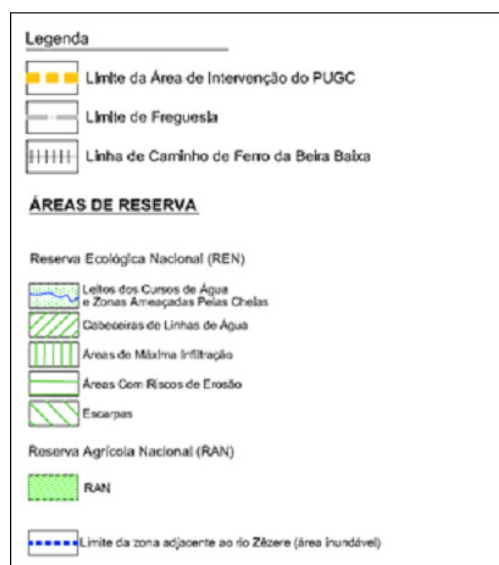 Legenda
Limite da Área de Intervenção do PUGC
Limite de Freguesia
Linha de Caminho de Ferro da Beira Baixa
ÁREAS DE RESERVA
Reserva Ecológica Nacional (REN)
Leitos dos Cursos de Água
e Zonas Ameaçadas Pelas Cheias
Cabeceiras de Linhas de Água
Áreas de Máxima Infiltração
Áreas Com Riscos de Erosão
Escarpas
Reserva Agrícola Nacional (RAN)
RAN
Limite da zona adjacente ao rio Zêzere (área inundável)